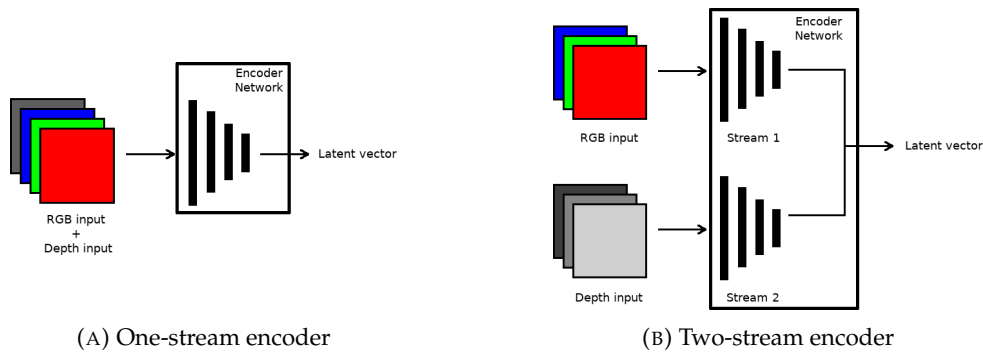 Encoder
Network
Latent vector
RGB input
+
Depth input
(A) One-stream encoder
Encoder
Network
RGB input
Stream 1
Latent vector
Depth input
Stream 2
(B) Two-stream encoder